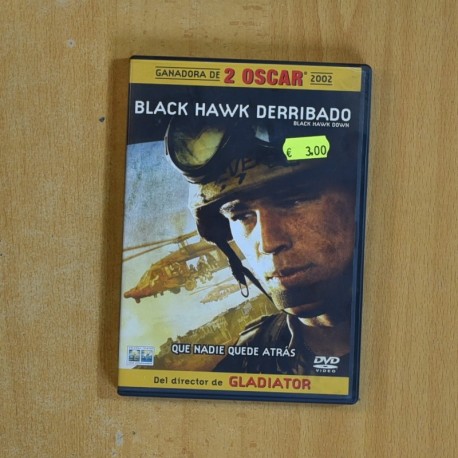 GANADORA DE 2 OSCAR® 2002
BLACK HAWK DERRIBADO
BLACK HAWK DOWN
€ 3.00
QUE NADIE QUEDE ATRÁS
DVD
VIDEO
Del director de GLADIATOR